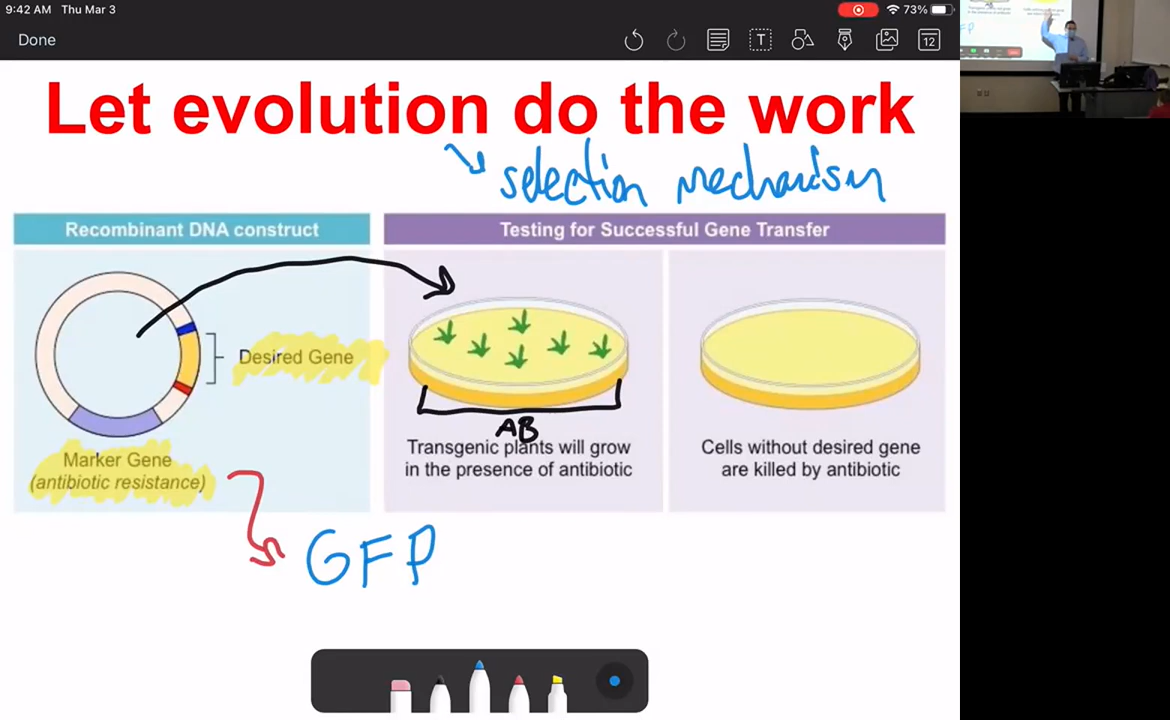 9:42 AM Thu Mar 3
73%
Done
T
12
Let evolution do the work
selection mechanism
Recombinant DNA construct
Testing for Successful Gene Transfer
Desired Gene
Marker Gene
(antibiotic resistance)
AB
Transgenic plants will grow
in the presence of antibiotic
Cells without desired gene
are killed by antibiotic
GFP